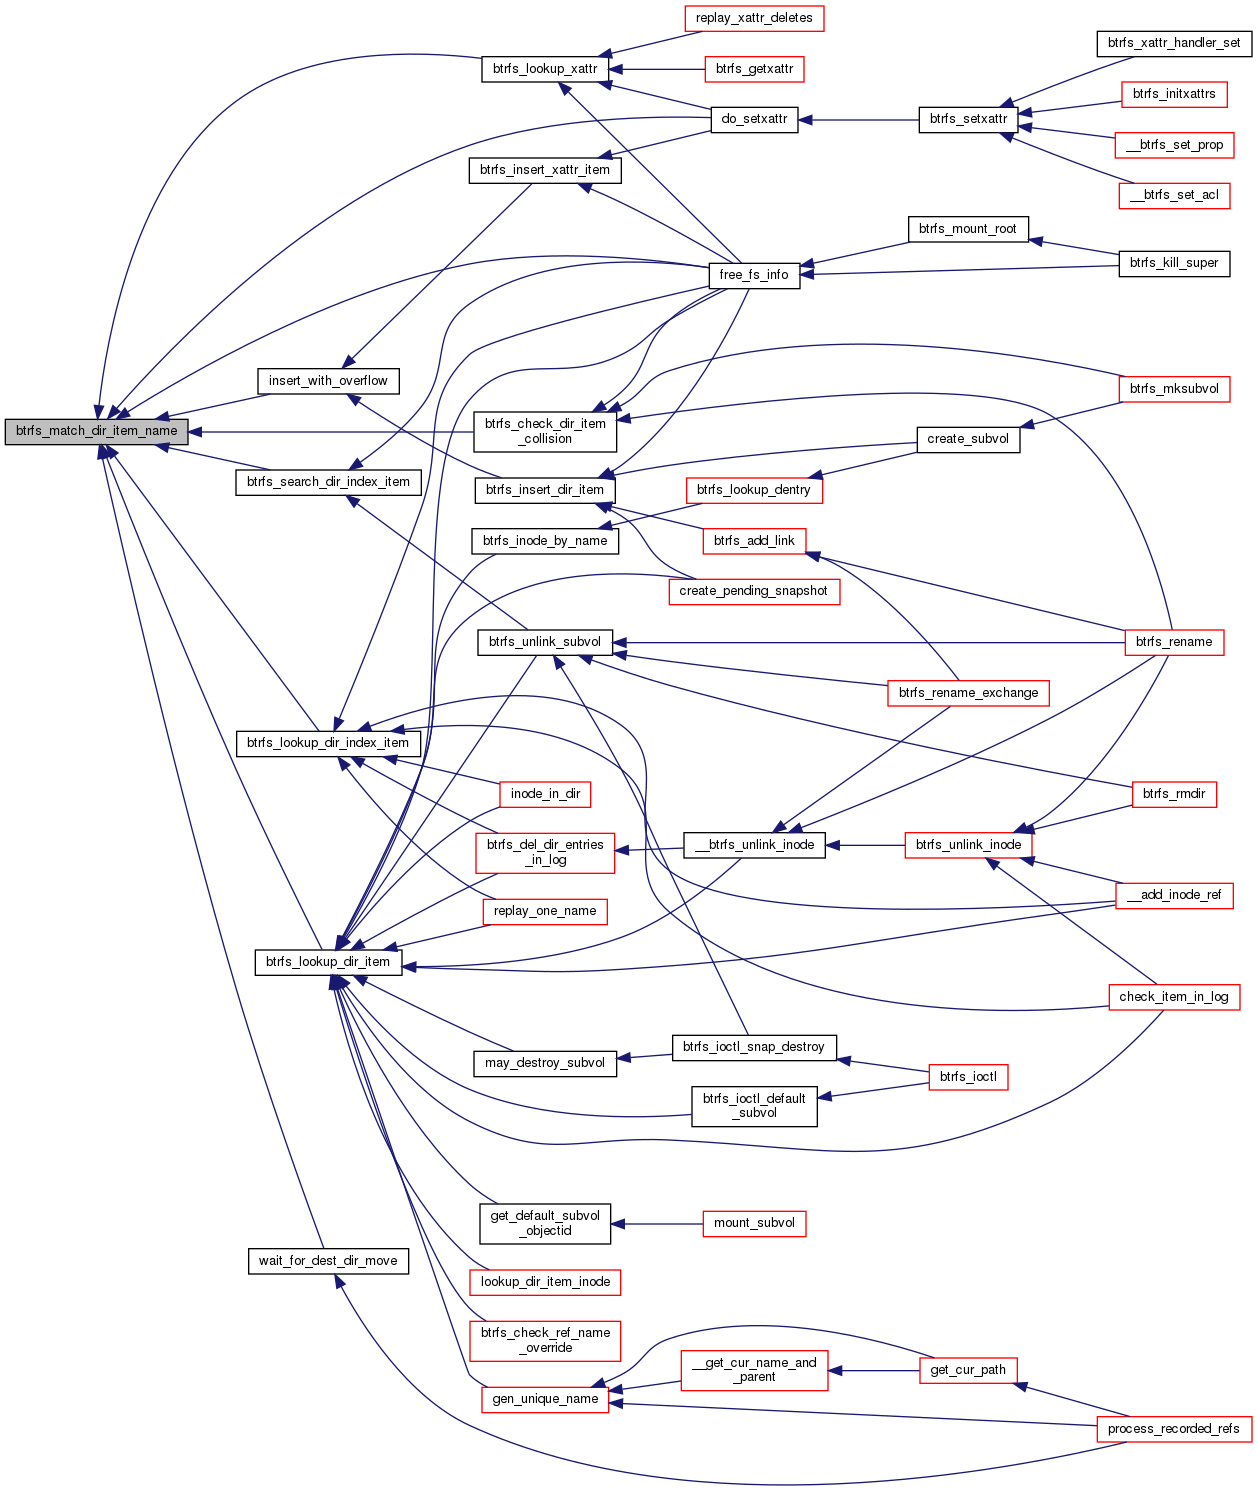 replay_xattr_deletes
btrfs_xattr_handler_set
btrfs_lookup_xattr
btrfs_getxattr
btrfs_initxattrs
do_setxattr
btrfs_setxattr
__btrfs_set_prop
btrfs_insert_xattr_item
__btrfs_set_acl
btrfs_mount_root
btrfs_kill_super
free_fs_info
insert_with_overflow
btrfs_mksubvol
btrfs_match_dir_item_name
btrfs_check_dir_item
_collision
create_subvol
btrfs_search_dir_index_item
btrfs_insert_dir_item
btrfs_lookup_dentry
btrfs_inode_by_name
btrfs_add_link
create_pending_snapshot
btrfs_unlink_subvol
btrfs_rename
btrfs_rename_exchange
btrfs_lookup_dir_index_item
inode_in_dir
btrfs_rmdir
btrfs_del_dir_entries
_in_log
__btrfs_unlink_inode
btrfs_unlink_inode
__add_inode_ref
replay_one_name
btrfs_lookup_dir_item
check_item_in_log
btrfs_ioctl_snap_destroy
may_destroy_subvol
btrfs_ioctl
btrfs_ioctl_default
_subvol
get_default_subvol
_objectid
mount_subvol
wait_for_dest_dir_move
lookup_dir_item_inode
btrfs_check_ref_name
_override
__get_cur_name_and
_parent
get_cur_path
gen_unique_name
process_recorded_refs